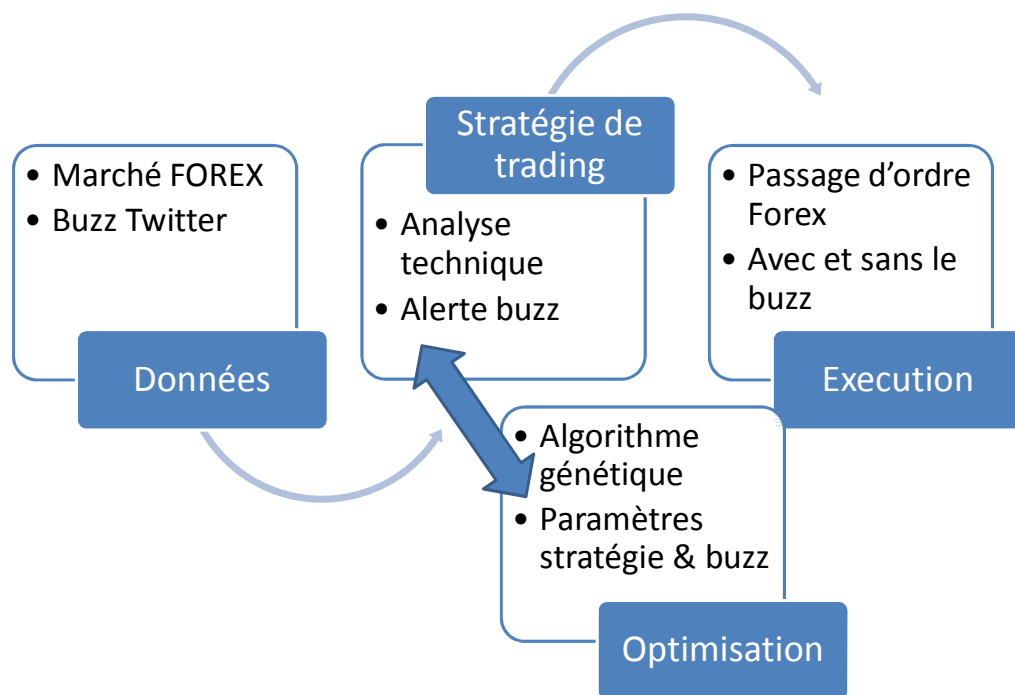 • Marché FOREX
• Buzz Twitter
Données
Stratégie de
trading
• Analyse
technique
• Alerte buzz
• Algorithme
génétique
• Paramètres
stratégie & buzz
Optimisation
• Passage d’ordre
Forex
• Avec et sans le
buzz
Execution